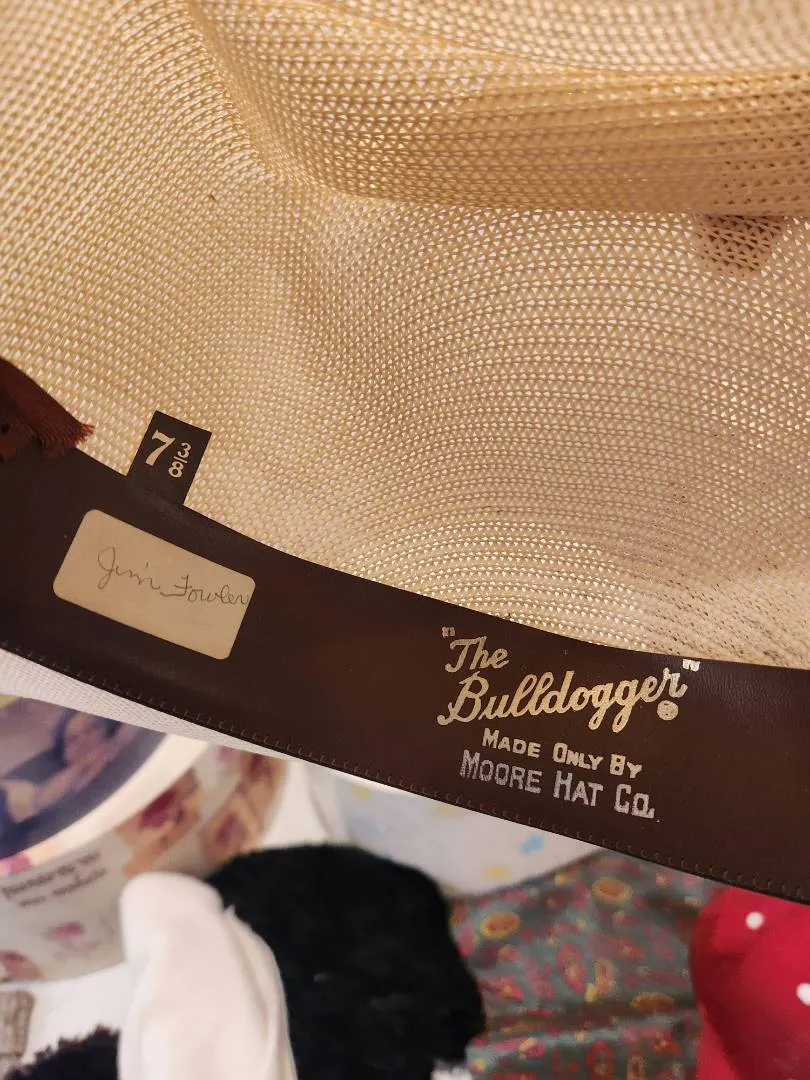 7 3/8
Jim Fowler
"The
Bulldogger"
MADE ONLY BY
MOORE HAT CO.